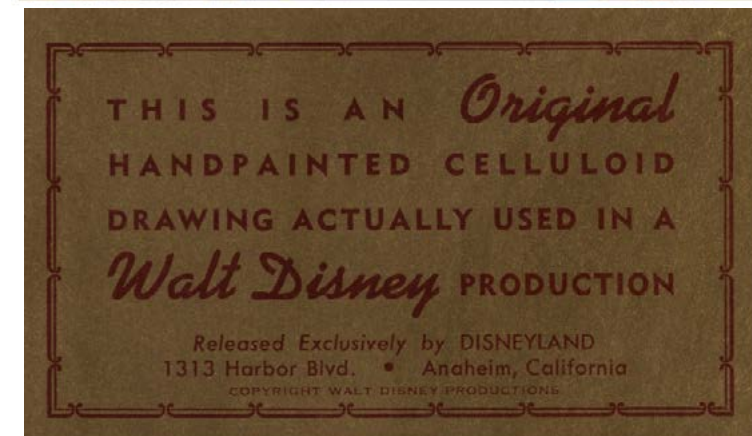 THIS IS AN Original
HANDPAINTED CELLULOID
DRAWING ACTUALLY USED IN A
Walt Disney PRODUCTION
Released Exclusively by DISNEYLAND
1313 Harbor Blvd. • Anaheim, California
COPYRIGHT WALT DISNEY PRODUCTIONS